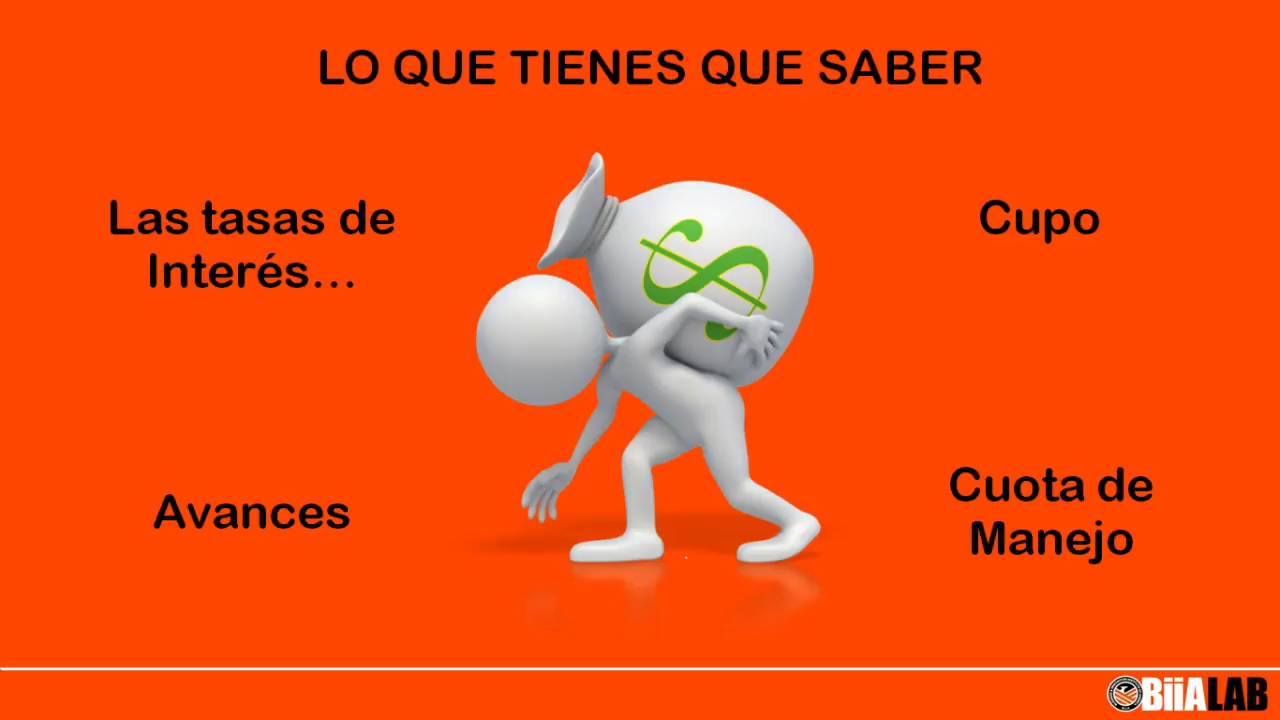 LO QUE TIENES QUE SABER
Las tasas de
Interés...
Cupo
Avances
Cuota de
Manejo
BiiALAB